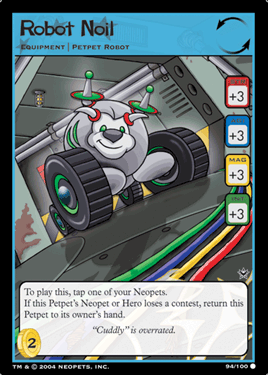 Robot Noil
Equipment | Petpet Robot
+3
+3
MAG
+3
+3
To play this, tap one of your Neopets.
If this Petpet's Neopet or Hero loses a contest, return this
Petpet to its owner's hand.
"Cuddly" is overrated.
2
TM & © 2004 NEOPETS, INC.
94/100